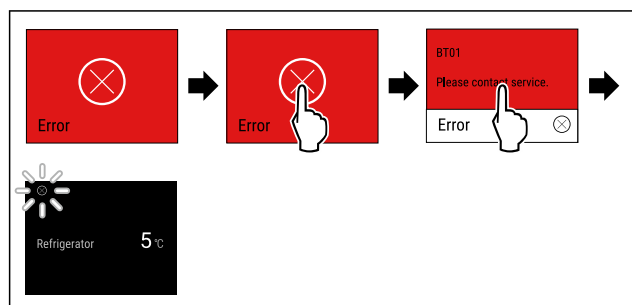 Error
Error
BT01
Please contact service.
Error
Refrigerator 5 °C